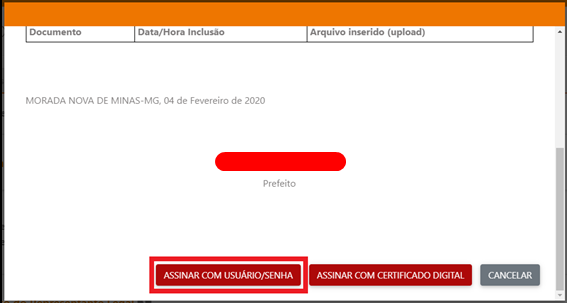 Documento Data/Hora Inclusão Arquivo inserido (upload)
MORADA NOVA DE MINAS-MG, 04 de Fevereiro de 2020
Prefeito
ASSINAR COM USUÁRIO/SENHA ASSINAR COM CERTIFICADO DIGITAL CANCELAR